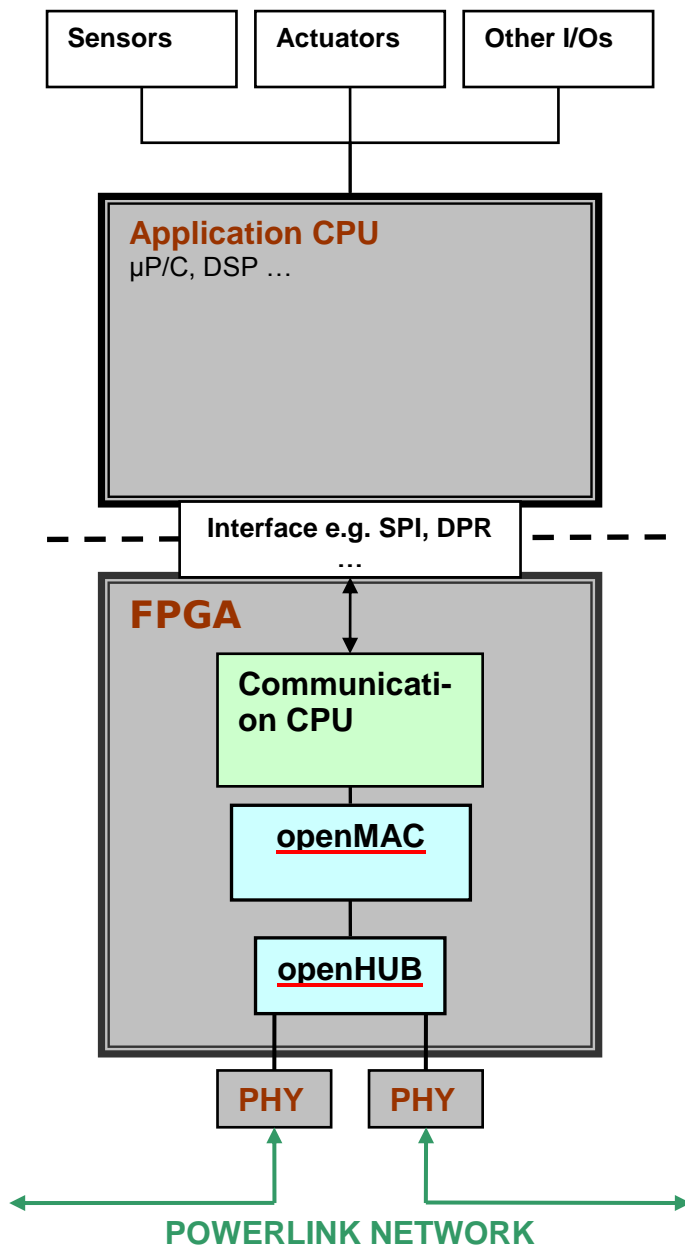 Sensors
Actuators
Other I/Os
Application CPU
µP/C, DSP …
Interface e.g. SPI, DPR
…
FPGA
Communicati-
on CPU
openMAC
openHUB
PHY
PHY
POWERLINK NETWORK